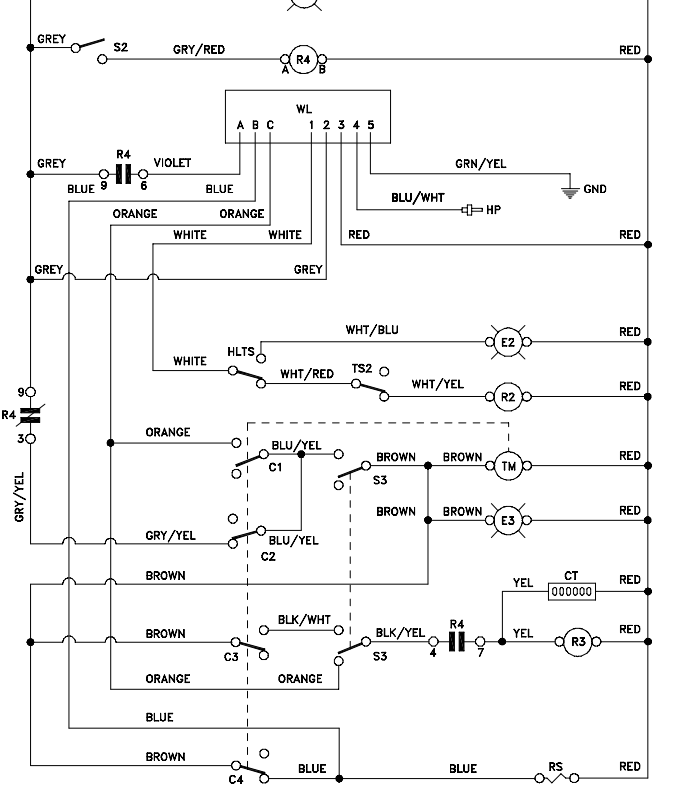 GREY S2 GRY/RED R4 RED
A B
WL
A B C 1 2 3 4 5
R4 GRN/YEL
GREY VIOLET
9 6 GND
BLUE BLUE BLU/WHT
HP
ORANGE ORANGE
WHITE WHITE RED RED
GREY GREY
WHT/BLU E2 RED
HLTS
WHITE WHT/RED TS2
WHT/YEL R2 RED
9
R4
3
ORANGE
BLU/YEL
C1 S3 BROWN BROWN TM RED
GRY/YEL
BROWN BROWN E3 RED
GRY/YEL BLU/YEL
C2
BROWN
YEL CT RED
000000
BLK/WHT
BROWN BLK/YEL R4 YEL R3 RED
C3 S3 4 7
ORANGE ORANGE
BLUE
BROWN BLUE BLUE RS RED
C4